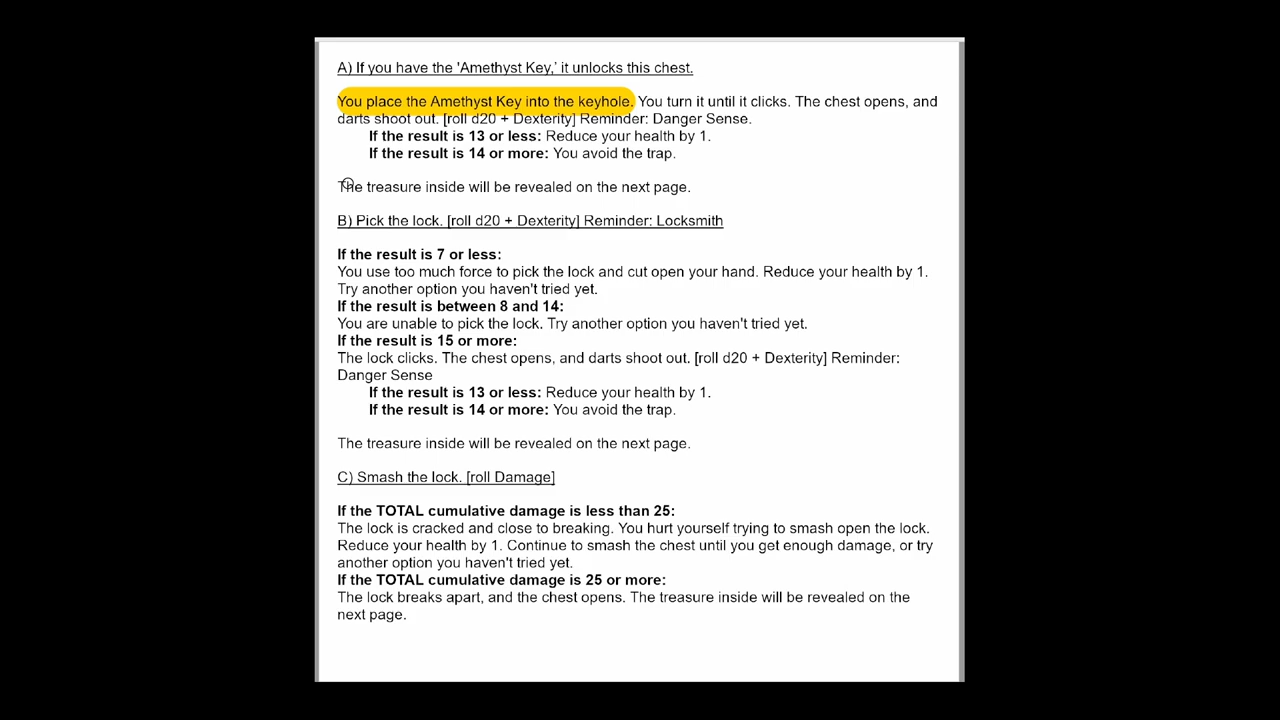 A) If you have the 'Amethyst Key,' it unlocks this chest.
You place the Amethyst Key into the keyhole. You turn it until it clicks. The chest opens, and
darts shoot out. [roll d20 + Dexterity] Reminder: Danger Sense.
If the result is 13 or less: Reduce your health by 1.
If the result is 14 or more: You avoid the trap.
The treasure inside will be revealed on the next page.
B) Pick the lock. [roll d20 + Dexterity] Reminder: Locksmith
If the result is 7 or less:
You use too much force to pick the lock and cut open your hand. Reduce your health by 1.
Try another option you haven't tried yet.
If the result is between 8 and 14:
You are unable to pick the lock. Try another option you haven't tried yet.
If the result is 15 or more:
The lock clicks. The chest opens, and darts shoot out. [roll d20 + Dexterity] Reminder:
Danger Sense
If the result is 13 or less: Reduce your health by 1.
If the result is 14 or more: You avoid the trap.
The treasure inside will be revealed on the next page.
C) Smash the lock. [roll Damage]
If the TOTAL cumulative damage is less than 25:
The lock is cracked and close to breaking. You hurt yourself trying to smash open the lock.
Reduce your health by 1. Continue to smash the chest until you get enough damage, or try
another option you haven't tried yet.
If the TOTAL cumulative damage is 25 or more:
The lock breaks apart, and the chest opens. The treasure inside will be revealed on the
next page.